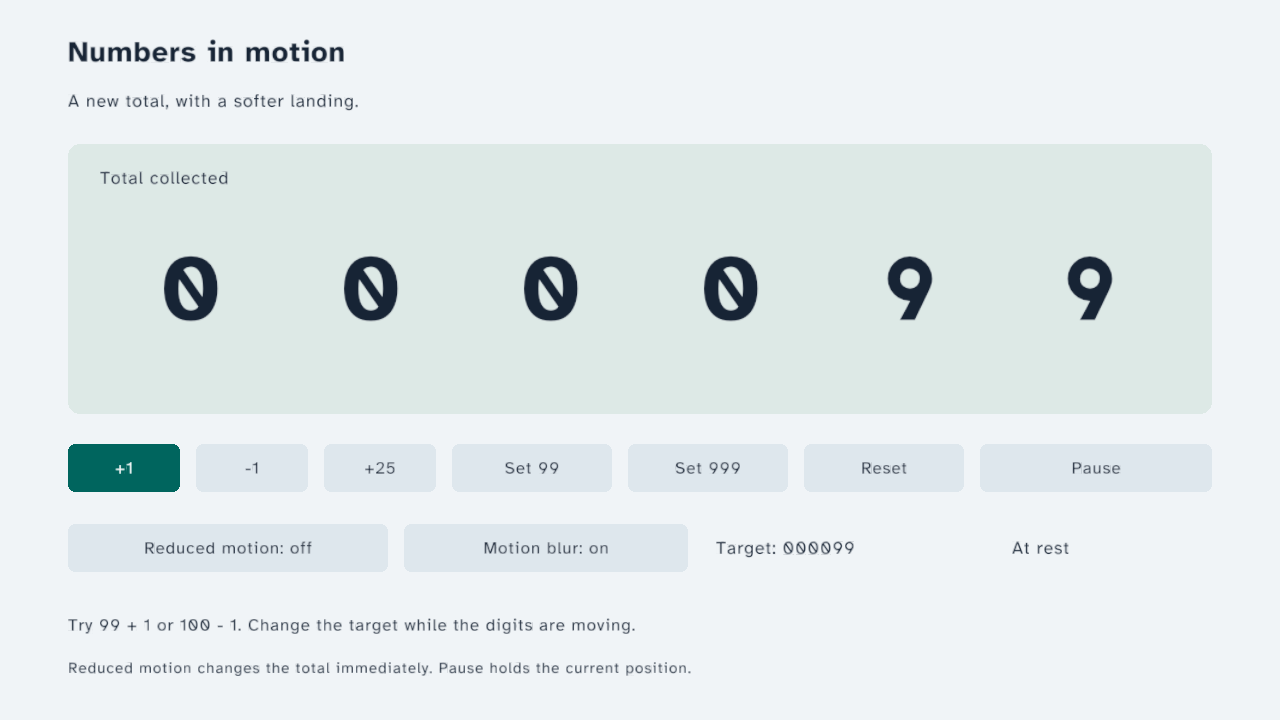 Numbers in motion
A new total, with a softer landing.
Total collected
0 0 0 0 9 9
+1 -1 +25 Set 99 Set 999 Reset Pause
Reduced motion: off Motion blur: on Target: 000099 At rest
Try 99 + 1 or 100 - 1. Change the target while the digits are moving.
Reduced motion changes the total immediately. Pause holds the current position.